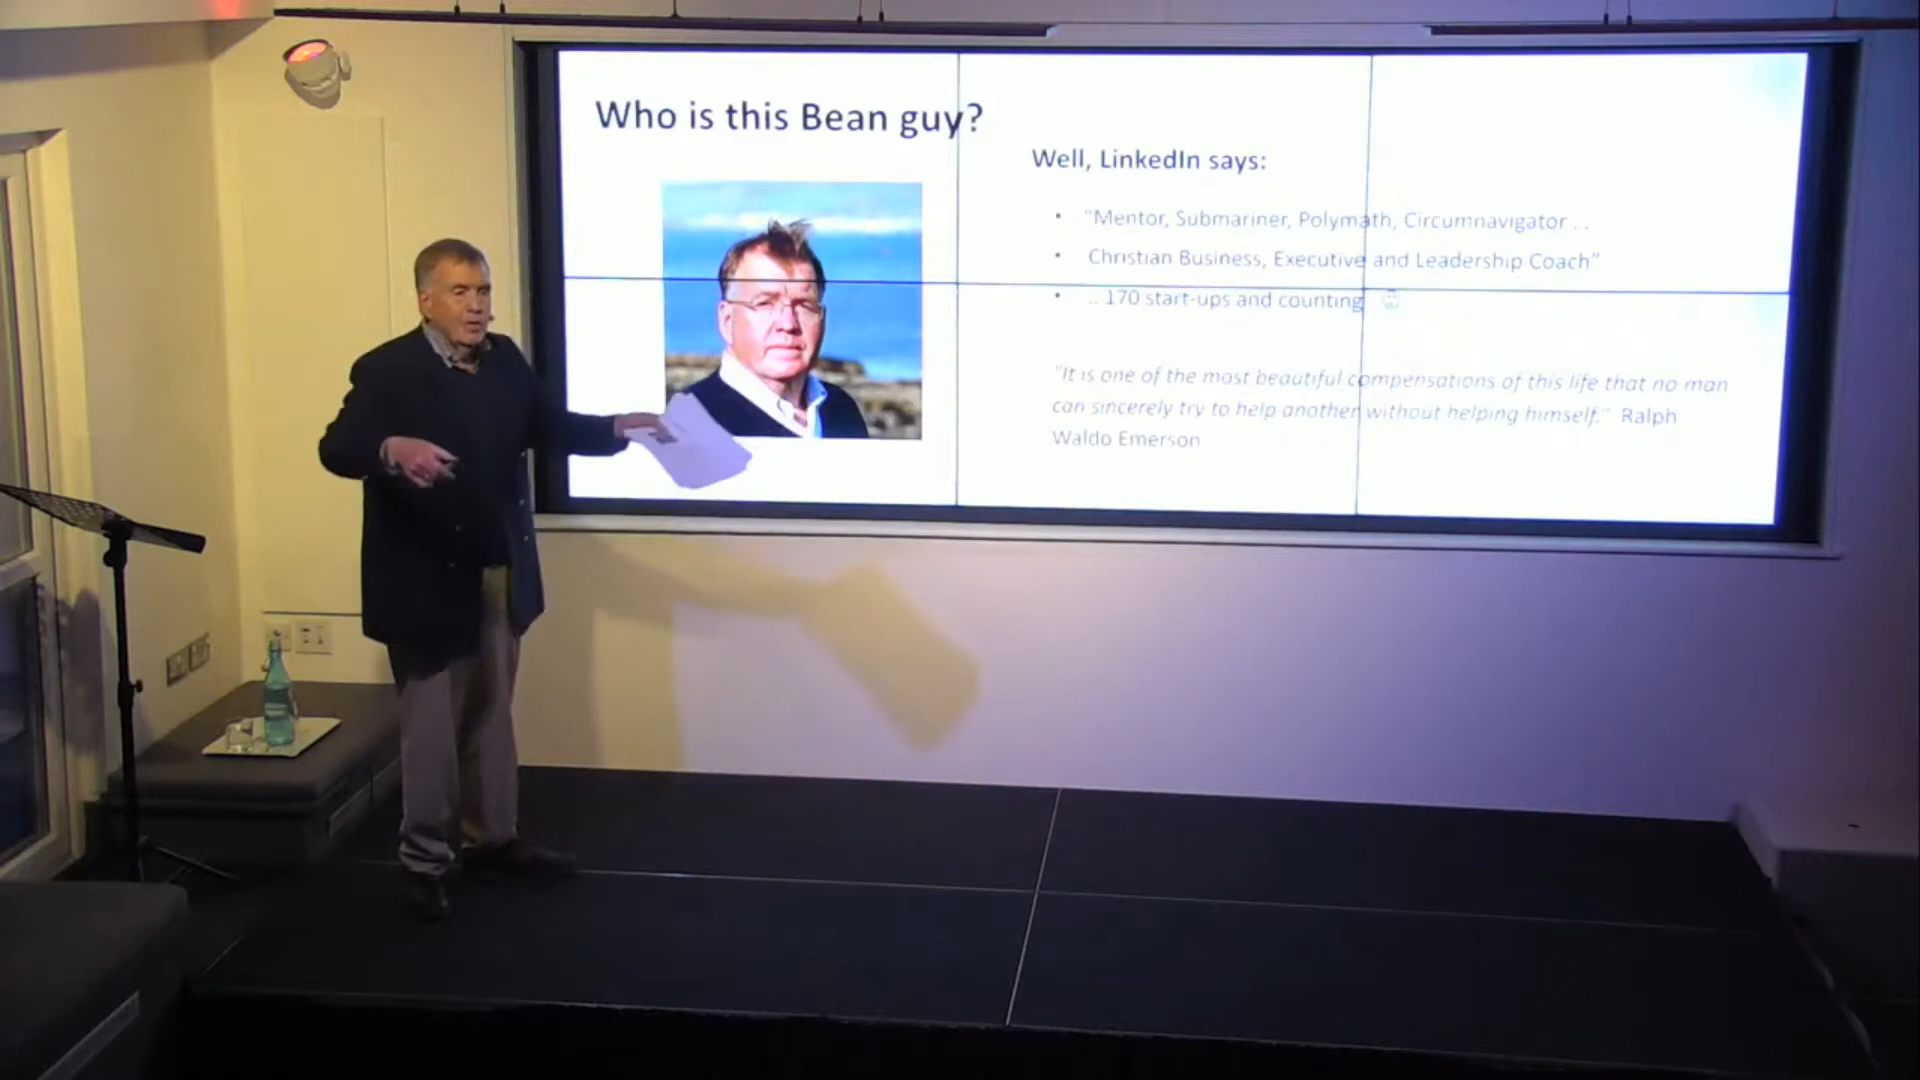 Who is this Bean guy?
Well, LinkedIn says:
• "Mentor, Submariner, Polymath, Circumnavigator ..
• Christian Business, Executive and Leadership Coach"
• .. 170 start-ups and counting ☺
"It is one of the most beautiful compensations of this life that no man
can sincerely try to help another without helping himself." Ralph
Waldo Emerson